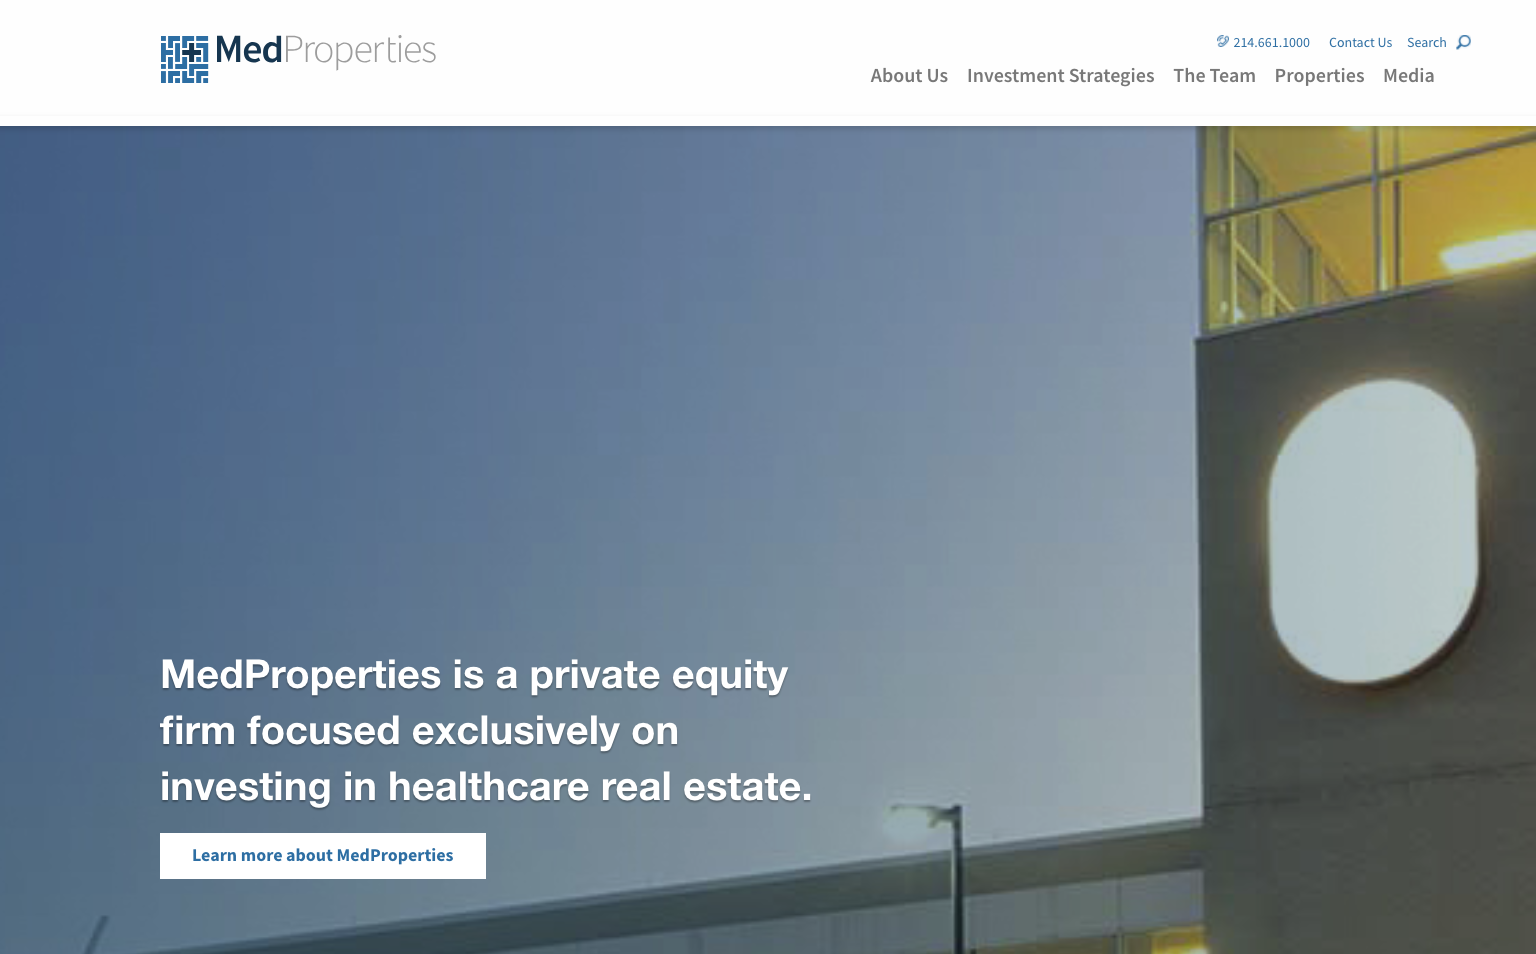 MedProperties
214.661.1000 Contact Us Search
About Us Investment Strategies The Team Properties Media
MedProperties is a private equity
firm focused exclusively on
investing in healthcare real estate.
Learn more about MedProperties